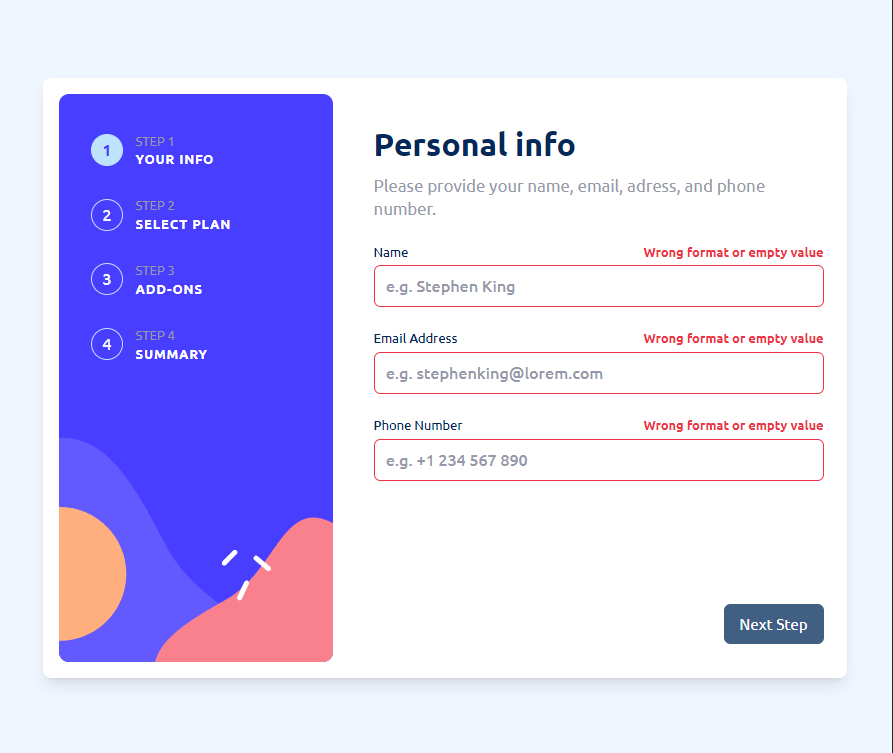 1
STEP 1
YOUR INFO
2
STEP 2
SELECT PLAN
3
STEP 3
ADD-ONS
4
STEP 4
SUMMARY
Personal info
Please provide your name, email, adress, and phone
number.
Name
Wrong format or empty value
e.g. Stephen King
Email Address
Wrong format or empty value
e.g. stephenking@lorem.com
Phone Number
Wrong format or empty value
e.g. +1 234 567 890
Next Step